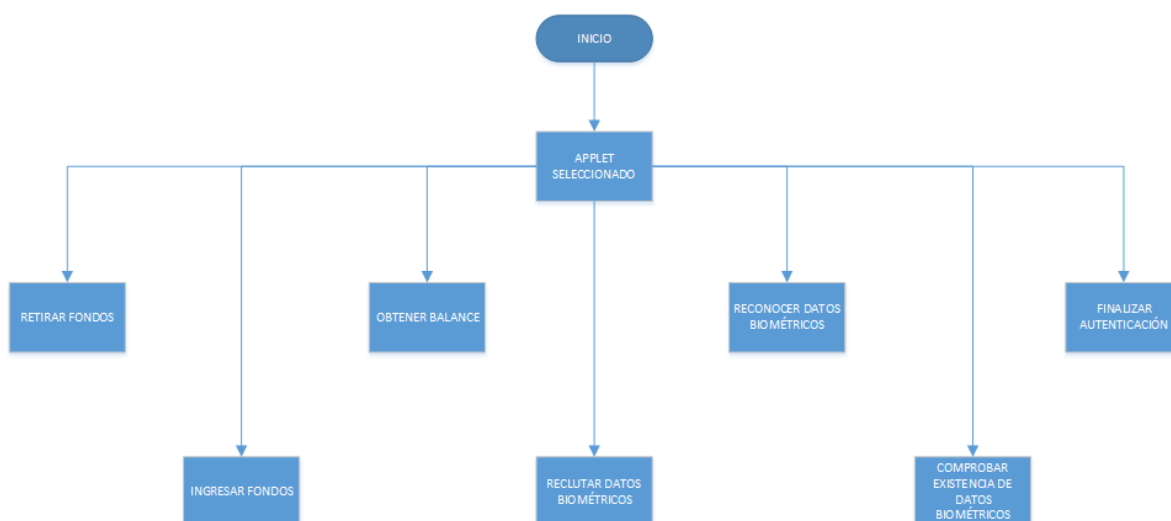 INICIO
APPLET
SELECCIONADO
RETIRAR FONDOS
OBTENER BALANCE
RECONOCER DATOS
BIOMÉTRICOS
FINALIZAR
AUTENTICACIÓN
INGRESAR FONDOS
RECLUTAR DATOS
BIOMÉTRICOS
COMPROBAR
EXISTENCIA DE
DATOS
BIOMÉTRICOS